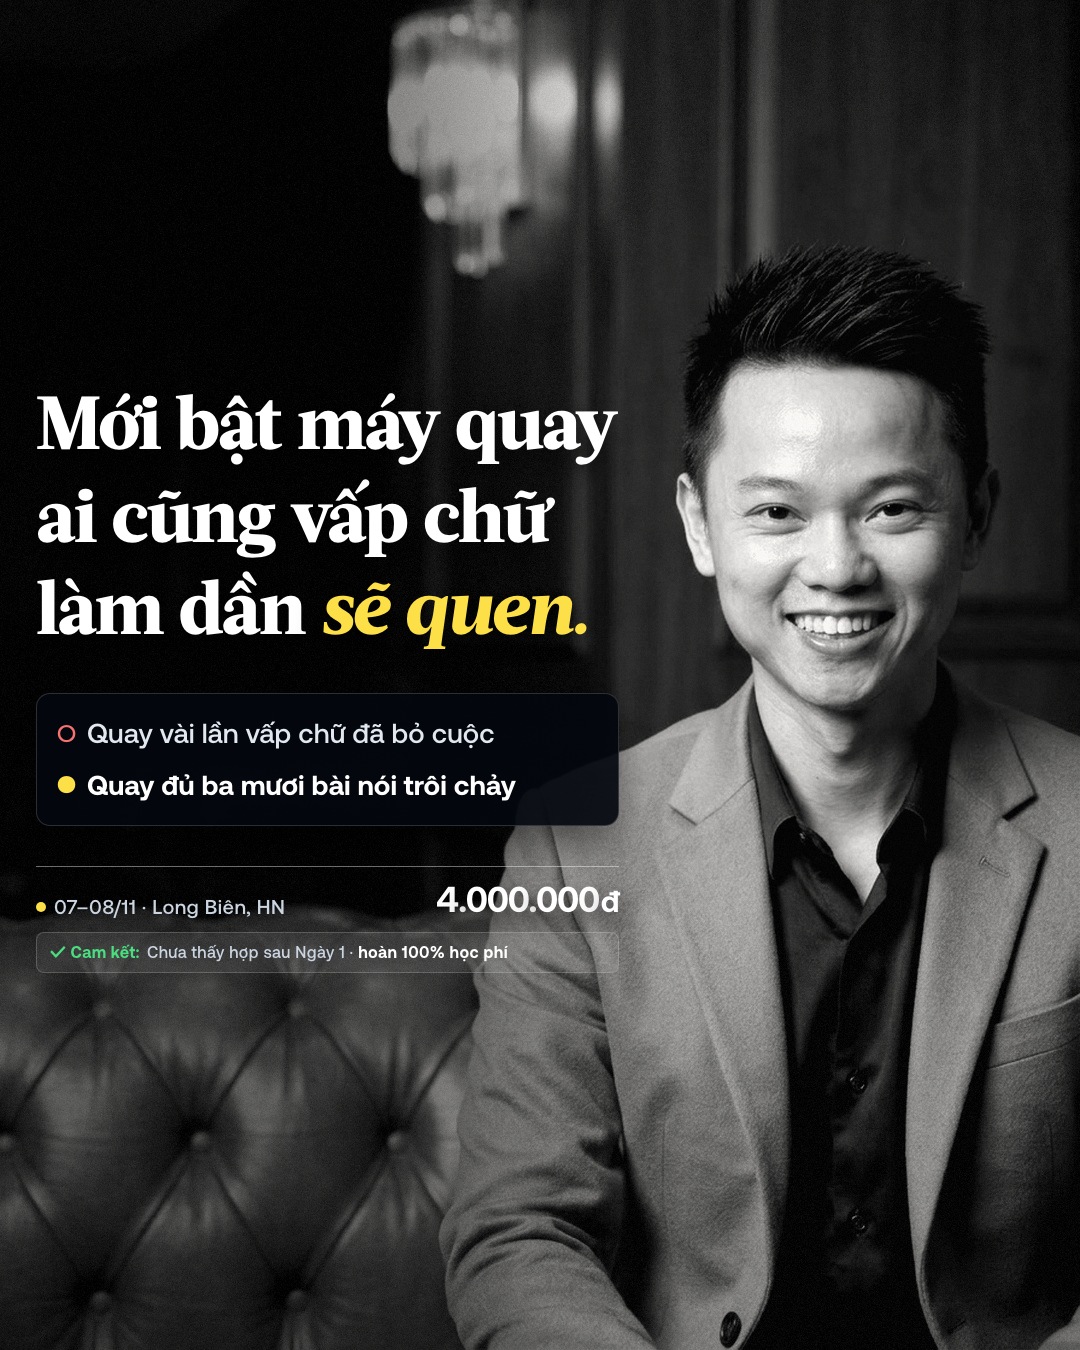 Mới bật máy quay
ai cũng vấp chữ
làm dần sẽ quen.
Quay vài lần vấp chữ đã bỏ cuộc
Quay đủ ba mươi bài nói trôi chảy
07–08/11 · Long Biên, HN
4.000.000đ
✓ Cam kết: Chưa thấy hợp sau Ngày 1 · hoàn 100% học phí